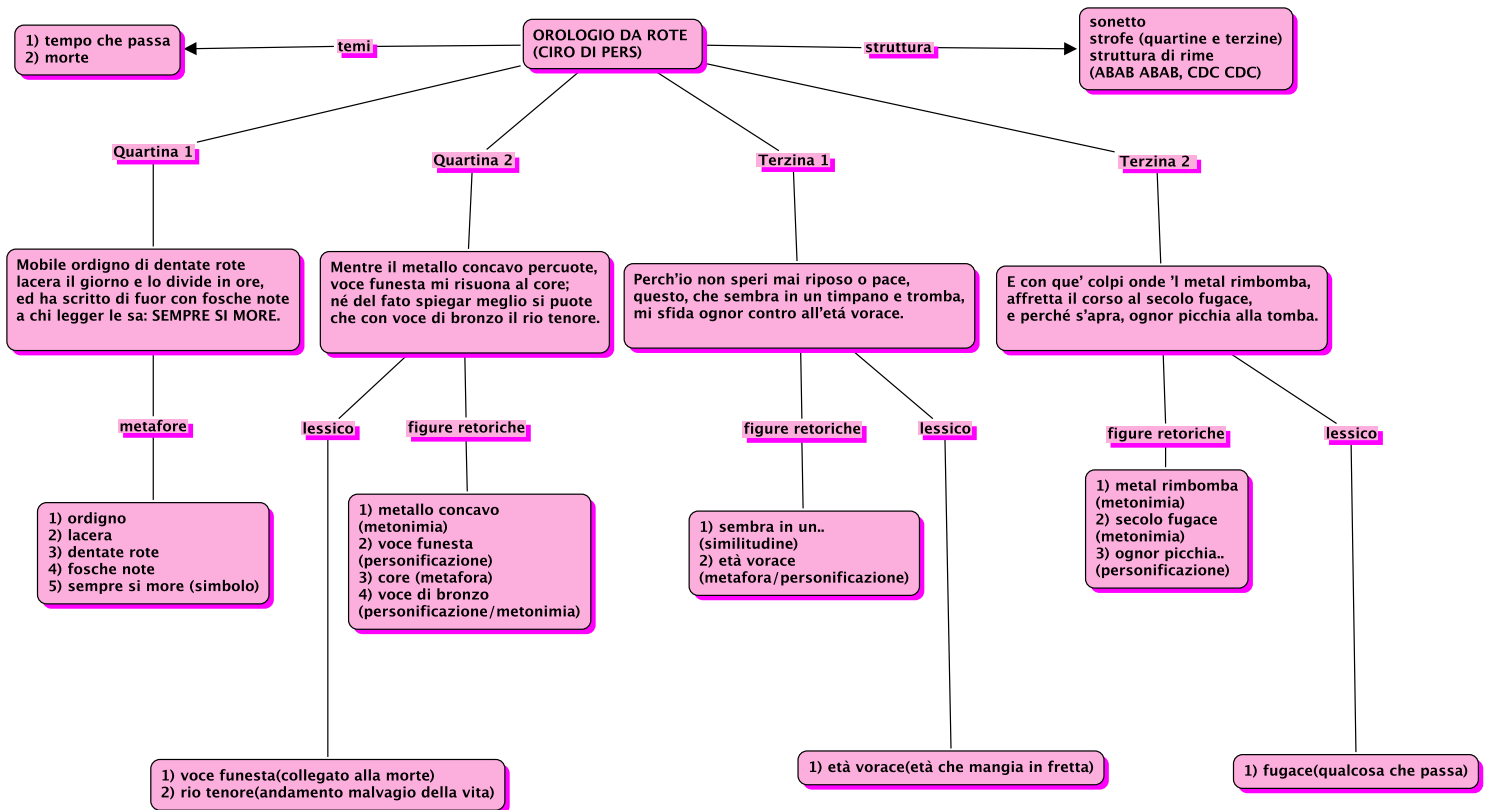 OROLOGIO DA ROTE
(CIRO DI PERS)
temi
1) tempo che passa
2) morte
struttura
sonetto
strofe (quartine e terzine)
struttura di rime
(ABAB ABAB, CDC CDC)
Quartina 1
Mobile ordigno di dentate rote
lacera il giorno e lo divide in ore,
ed ha scritto di fuor con fosche note
a chi legger le sa: SEMPRE SI MORE.
metafore
1) ordigno
2) lacera
3) dentate rote
4) fosche note
5) sempre si more (simbolo)
Quartina 2
Mentre il metallo concavo percuote,
voce funesta mi risuona al core;
né del fato spiegar meglio si puote
che con voce di bronzo il rio tenore.
lessico
1) voce funesta(collegato alla morte)
2) rio tenore(andamento malvagio della vita)
figure retoriche
1) metallo concavo
(metonimia)
2) voce funesta
(personificazione)
3) core (metafora)
4) voce di bronzo
(personificazione/metonimia)
Terzina 1
Perch'io non speri mai riposo o pace,
questo, che sembra in un timpano e tromba,
mi sfida ognor contro all'etá vorace.
figure retoriche
1) sembra in un..
(similitudine)
2) età vorace
(metafora/personificazione)
lessico
1) età vorace(età che mangia in fretta)
Terzina 2
E con que' colpi onde 'l metal rimbomba,
affretta il corso al secolo fugace,
e perché s'apra, ognor picchia alla tomba.
figure retoriche
1) metal rimbomba
(metonimia)
2) secolo fugace
(metonimia)
3) ognor picchia..
(personificazione)
lessico
1) fugace(qualcosa che passa)